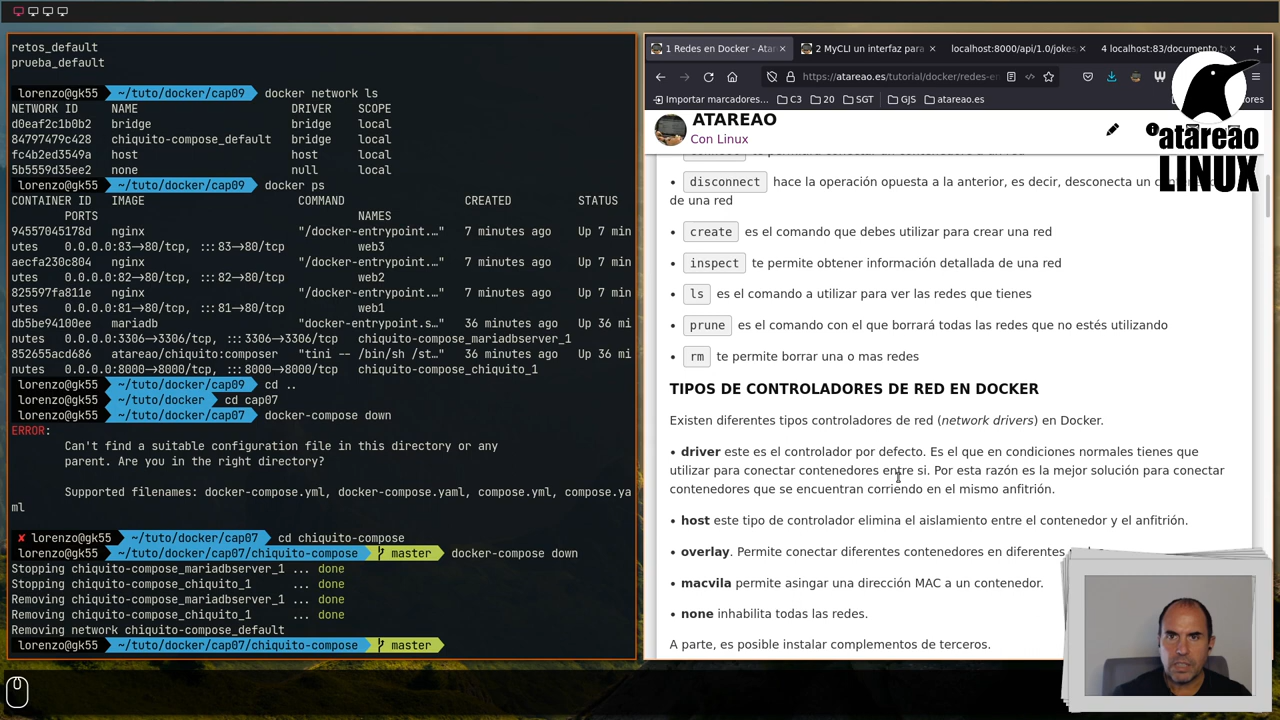 retos_default
prueba_default
lorenzo@gk55 ~/tuto/docker/cap09 docker network ls
NETWORK ID NAME DRIVER SCOPE
d0eaf2c1b0b2 bridge bridge local
84797479c428 chiquito-compose_default bridge local
fc4b2ed3549a host host local
5b5559d35ee2 none null local
lorenzo@gk55 ~/tuto/docker/cap09 docker ps
CONTAINER ID IMAGE COMMAND CREATED STATUS
PORTS NAMES
94557045178d nginx "/docker-entrypoint.…" 7 minutes ago Up 7 min
utes 0.0.0.0:83->80/tcp, :::83->80/tcp web3
aecfa230c804 nginx "/docker-entrypoint.…" 7 minutes ago Up 7 min
utes 0.0.0.0:82->80/tcp, :::82->80/tcp web2
825597fa811e nginx "/docker-entrypoint.…" 7 minutes ago Up 7 min
utes 0.0.0.0:81->80/tcp, :::81->80/tcp web1
db5be94100ee mariadb "docker-entrypoint.s…" 36 minutes ago Up 36 mi
nutes 0.0.0.0:3306->3306/tcp, :::3306->3306/tcp chiquito-compose_mariadbserver_1
852655acd686 atareao/chiquito:composer "tini -- /bin/sh /st…" 36 minutes ago Up 36 mi
nutes 0.0.0.0:8000->8000/tcp, :::8000->8000/tcp chiquito-compose_chiquito_1
lorenzo@gk55 ~/tuto/docker/cap09 cd ..
lorenzo@gk55 ~/tuto/docker cd cap07
lorenzo@gk55 ~/tuto/docker/cap07 docker-compose down
ERROR:
Can't find a suitable configuration file in this directory or any
parent. Are you in the right directory?
Supported filenames: docker-compose.yml, docker-compose.yaml, compose.yml, compose.ya
ml
✘ lorenzo@gk55 ~/tuto/docker/cap07 cd chiquito-compose
lorenzo@gk55 ~/tuto/docker/cap07/chiquito-compose master docker-compose down
Stopping chiquito-compose_mariadbserver_1 ... done
Stopping chiquito-compose_chiquito_1 ... done
Removing chiquito-compose_mariadbserver_1 ... done
Removing chiquito-compose_chiquito_1 ... done
Removing network chiquito-compose_default
lorenzo@gk55 ~/tuto/docker/cap07/chiquito-compose master
1 Redes en Docker - Atar
2 MyCLI un interfaz para
localhost:8000/api/1.0/jokes
4 localhost:83/documento.t
https://atareao.es/tutorial/docker/redes-en
Importar marcadores... C3 20 SGT GJS atareao.es
atareao
LINUX
ATAREAO
Con Linux
• disconnect hace la operación opuesta a la anterior, es decir, desconecta un
de una red
• create es el comando que debes utilizar para crear una red
• inspect te permite obtener información detallada de una red
• ls es el comando a utilizar para ver las redes que tienes
• prune es el comando con el que borrará todas las redes que no estés utilizando
• rm te permite borrar una o mas redes
TIPOS DE CONTROLADORES DE RED EN DOCKER
Existen diferentes tipos controladores de red (network drivers) en Docker.
• driver este es el controlador por defecto. Es el que en condiciones normales tienes que
utilizar para conectar contenedores entre si. Por esta razón es la mejor solución para conectar
contenedores que se encuentran corriendo en el mismo anfitrión.
• host este tipo de controlador elimina el aislamiento entre el contenedor y el anfitrión.
• overlay. Permite conectar diferentes contenedores en diferentes
• macvila permite asingar una dirección MAC a un contenedor.
• none inhabilita todas las redes.
A parte, es posible instalar complementos de terceros.